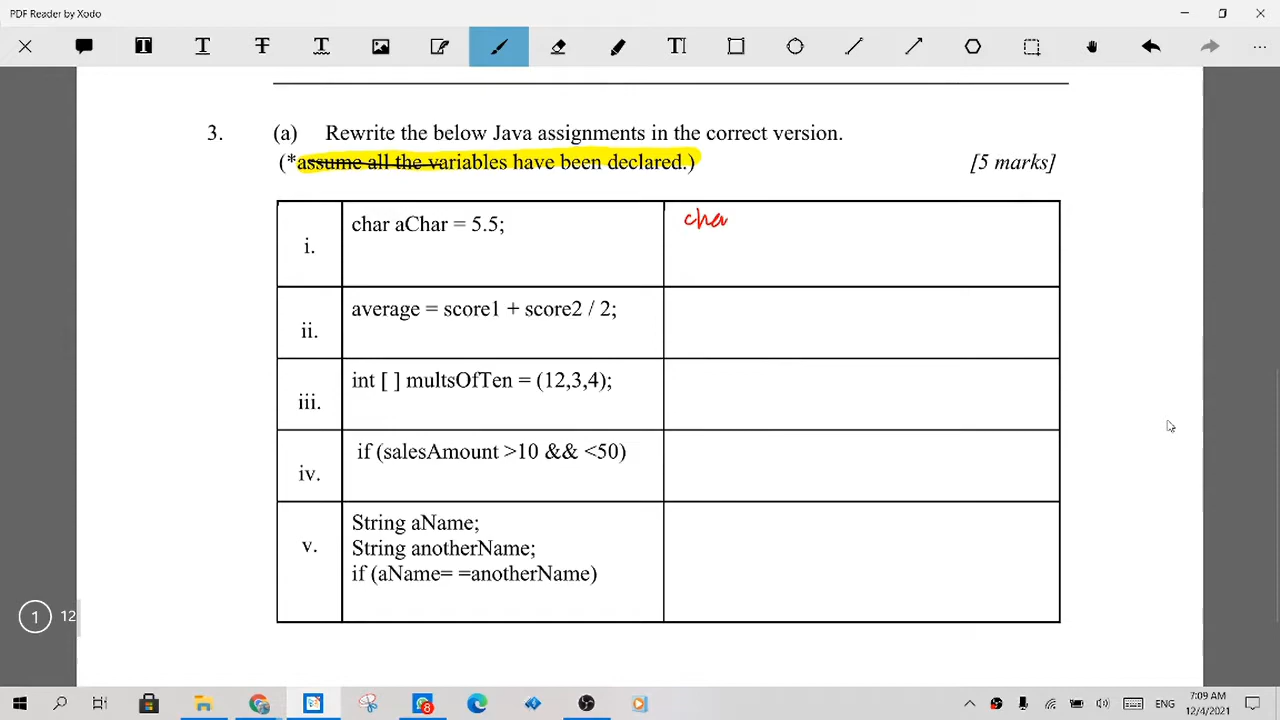 PDF Reader by Xodo
3. (a) Rewrite the below Java assignments in the correct version.
(*assume all the variables have been declared.) [5 marks]
i. char aChar = 5.5; cha
ii. average = score1 + score2 / 2;
iii. int [ ] multsOfTen = (12,3,4);
iv. if (salesAmount >10 && <50)
v. String aName;
String anotherName;
if (aName= =anotherName)
1 12
8 ENG 7:09 AM
12/4/2021